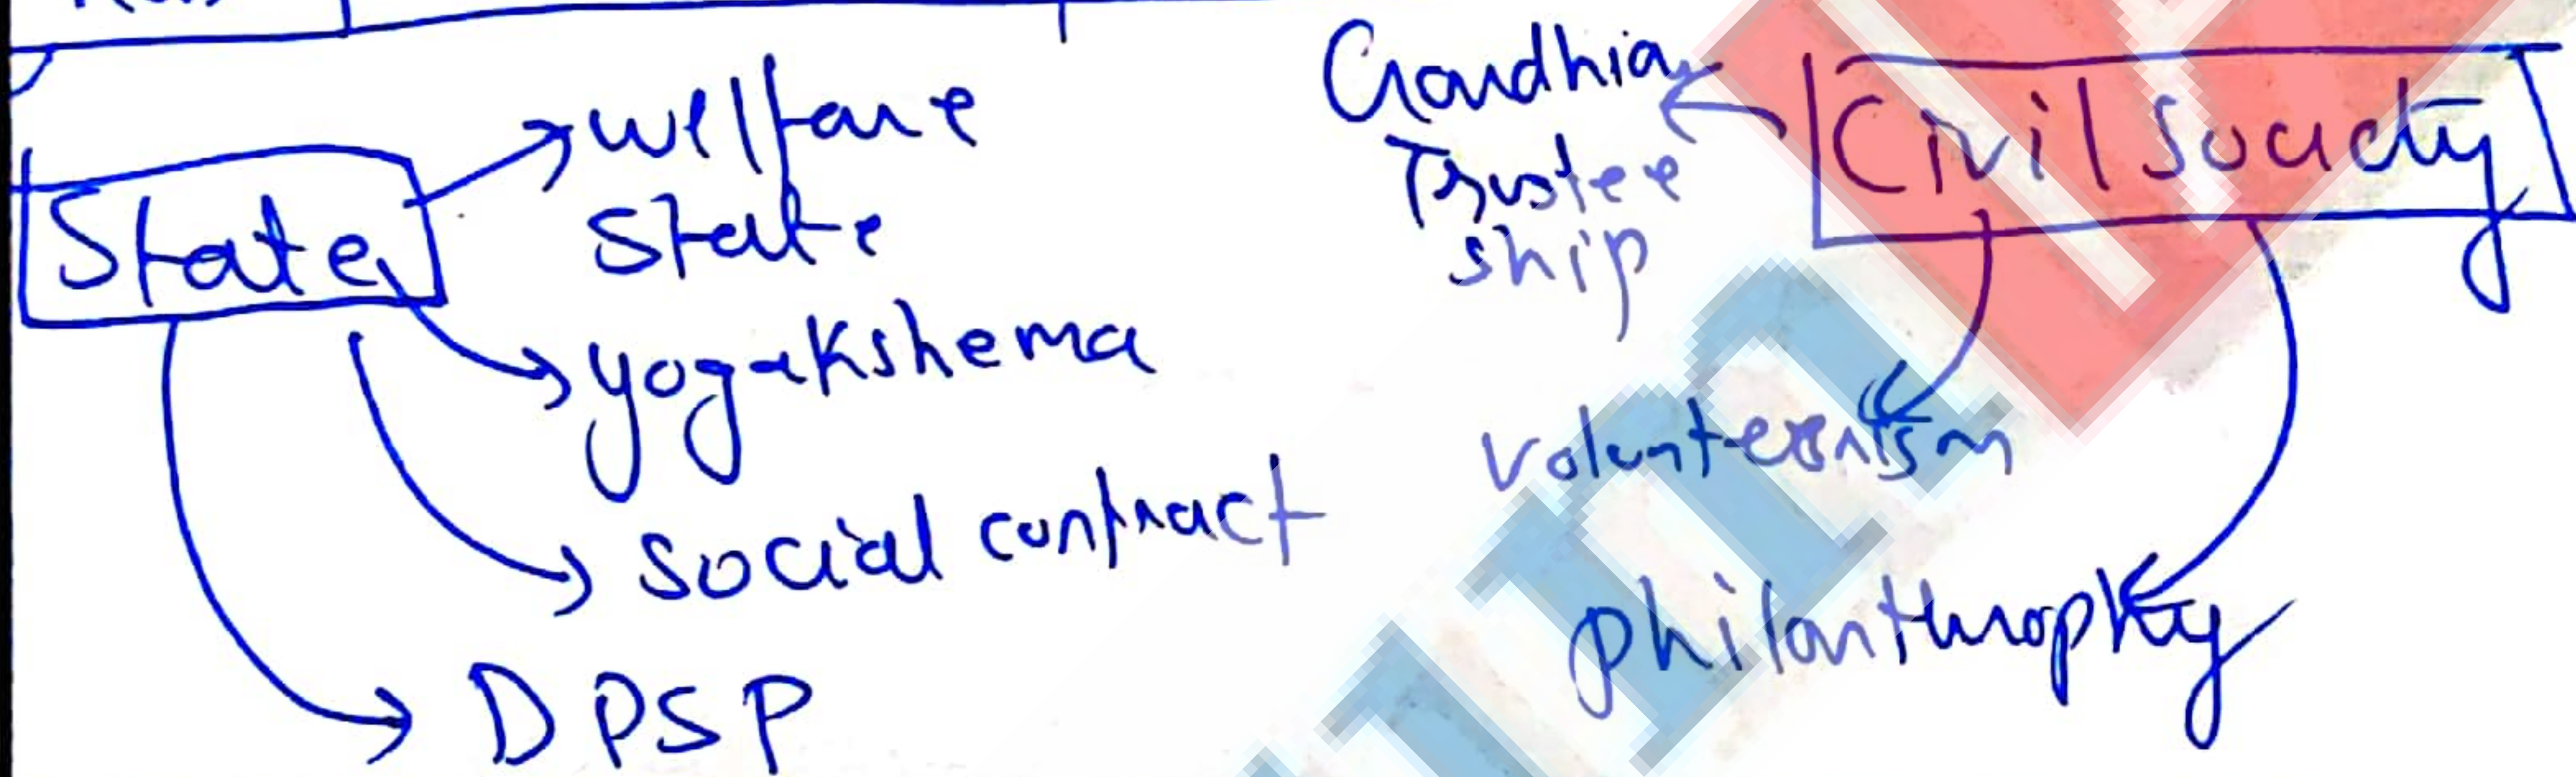 State
welfare
state
yogakshema
social contract
DPSP
Civil society
Gandhian
Trustee
ship
volunteerism
philanthrophy